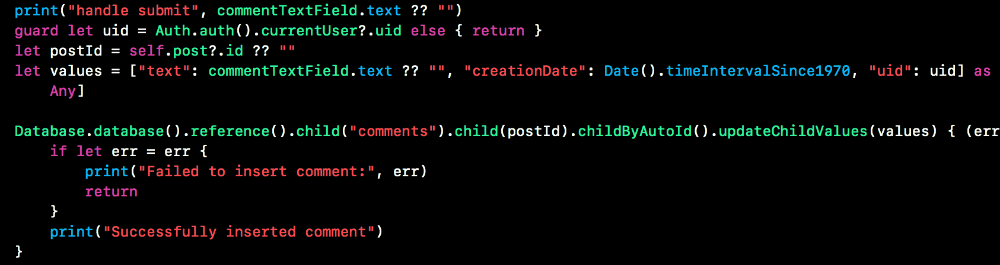 print("handle submit", commentTextField.text ?? "")
guard let uid = Auth.auth().currentUser?.uid else { return }
let postId = self.post?.id ?? ""
let values = ["text": commentTextField.text ?? "", "creationDate": Date().timeIntervalSince1970, "uid": uid] as
Any]
Database.database().reference().child("comments").child(postId).childByAutoId().updateChildValues(values) { (err
if let err = err {
print("Failed to insert comment:", err)
return
}
print("Successfully inserted comment")
}